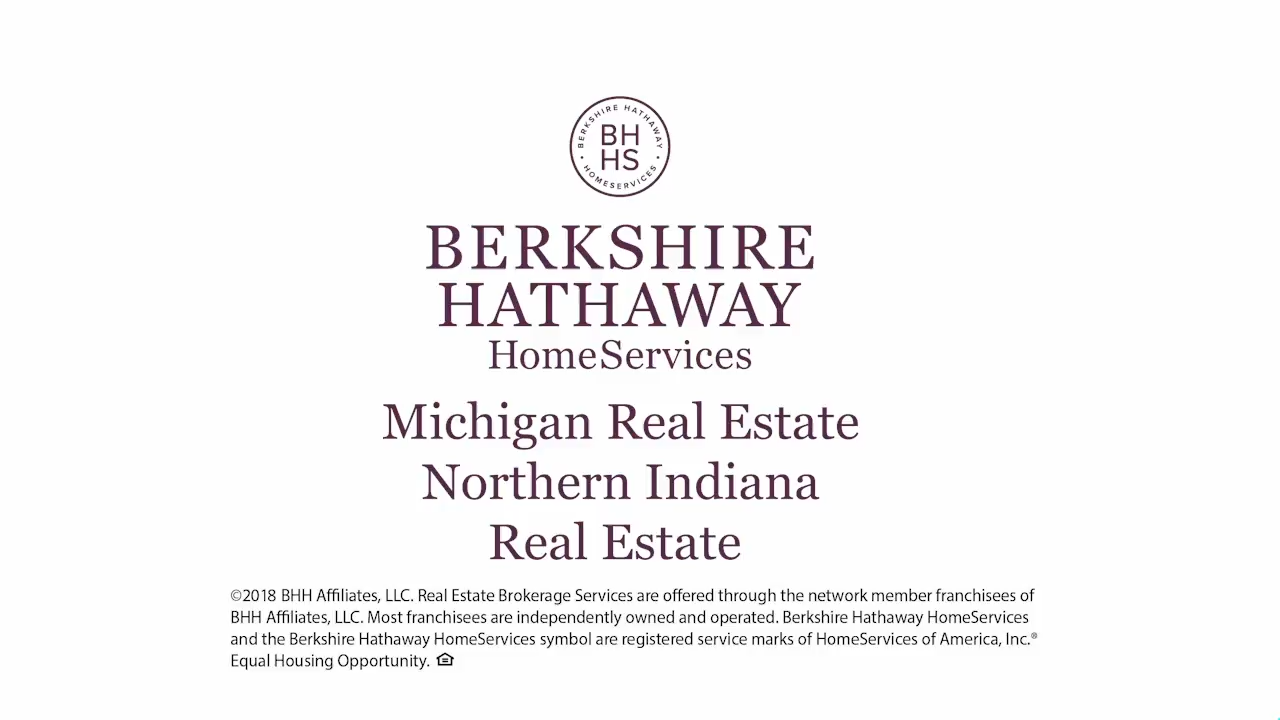 BERKSHIRE HATHAWAY
BH
HS
• HOMESERVICES •
BERKSHIRE
HATHAWAY
HomeServices
Michigan Real Estate
Northern Indiana
Real Estate
©2018 BHH Affiliates, LLC. Real Estate Brokerage Services are offered through the network member franchisees of
BHH Affiliates, LLC. Most franchisees are independently owned and operated. Berkshire Hathaway HomeServices
and the Berkshire Hathaway HomeServices symbol are registered service marks of HomeServices of America, Inc.®
Equal Housing Opportunity.